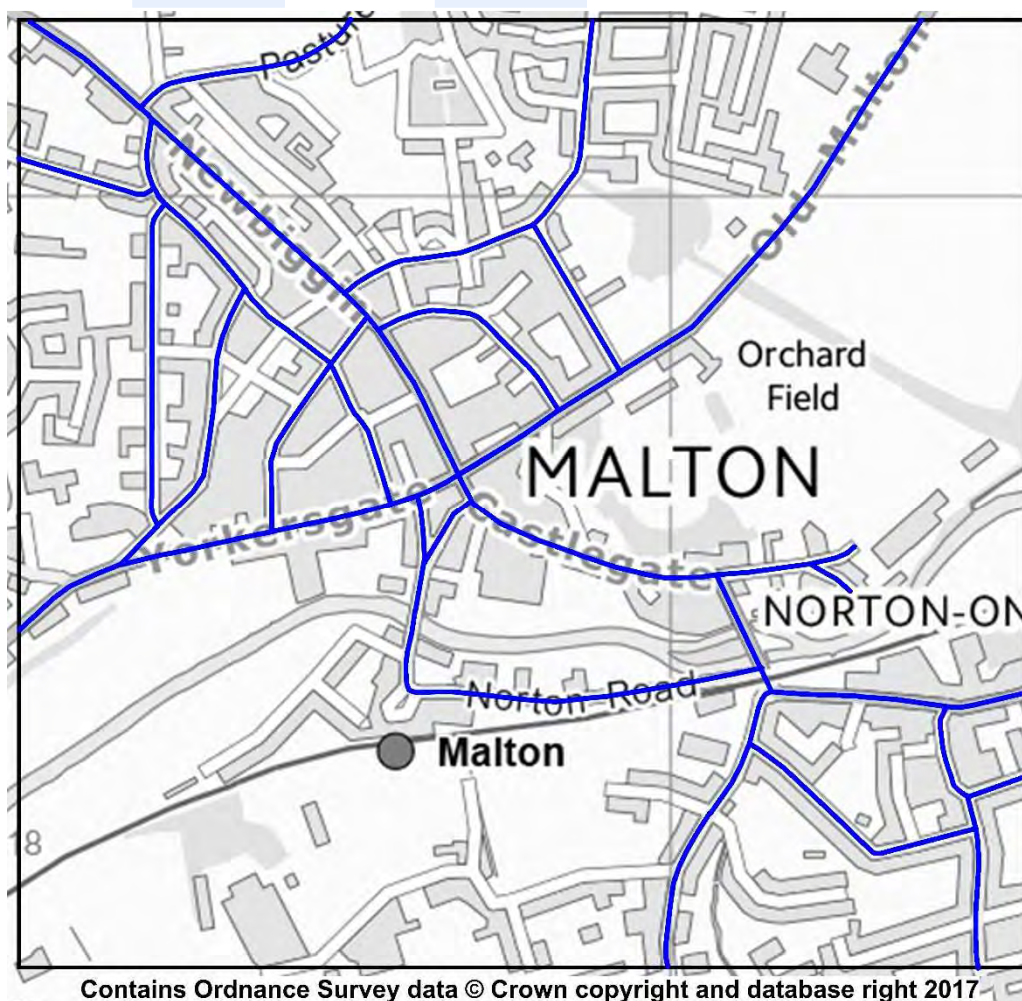 Pasture
Newbiggin
Old Malton
Orchard
Field
MALTON
Yorkersgate
Castlegate
NORTON-ON
Norton Road
Malton
8
Contains Ordnance Survey data © Crown copyright and database right 2017